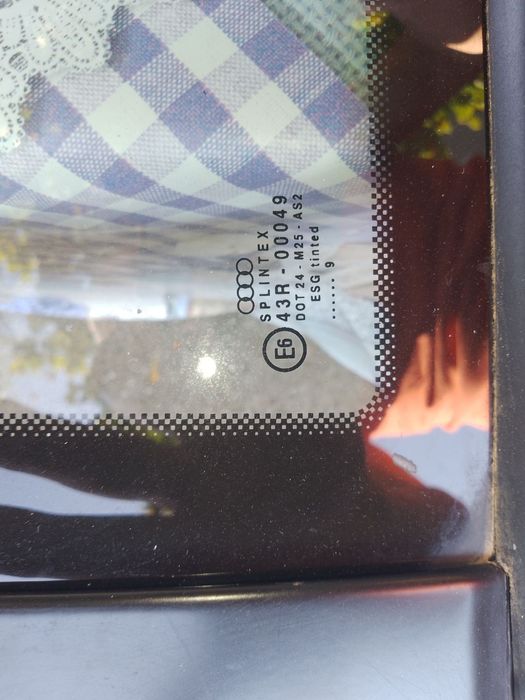 SPLINTEX
E6 43R - 00049
DOT 24 - M25 - AS2
ESG tinted
...... 9